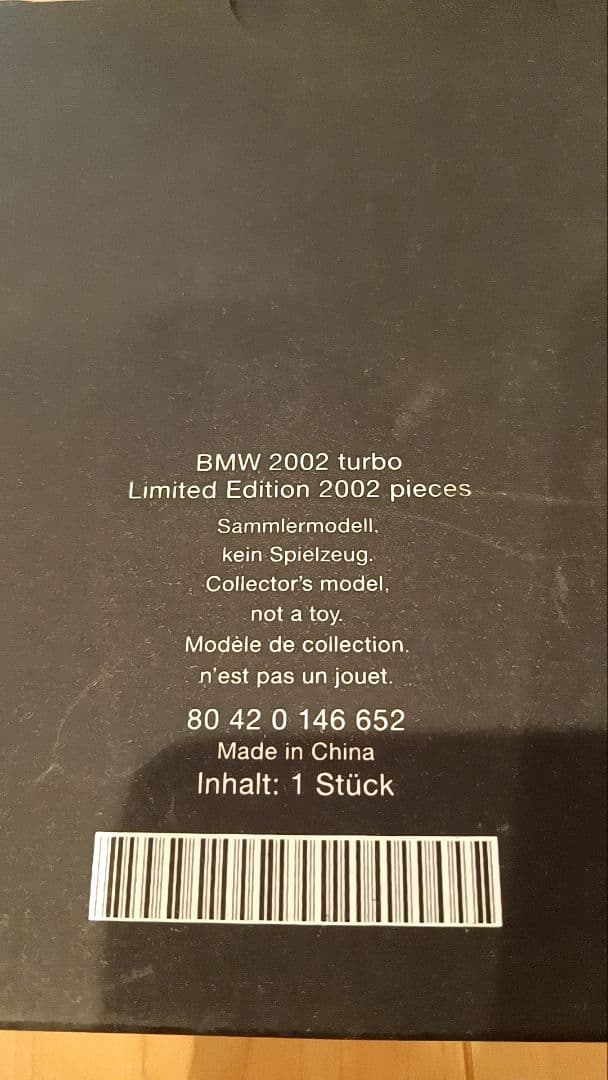 BMW 2002 turbo
Limited Edition 2002 pieces
Sammlermodell,
kein Spielzeug.
Collector's model,
not a toy.
Modèle de collection.
n'est pas un jouet.
80 42 0 146 652
Made in China
Inhalt: 1 Stück